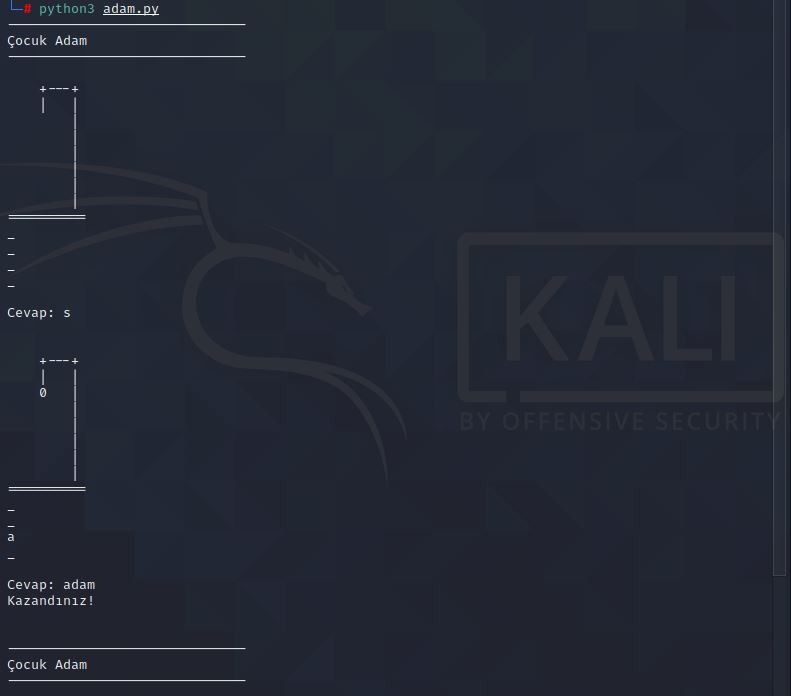 └─# python3 adam.py
Çocuk Adam
+---+
|   |
    |
    |
    |
    |
    |
    |
==========
_
_
_
_
Cevap: s
+---+
|   |
0   |
    |
    |
    |
    |
    |
==========
_
_
a
_
Cevap: adam
Kazandınız!
Çocuk Adam
KALI
BY OFFENSIVE SECURITY